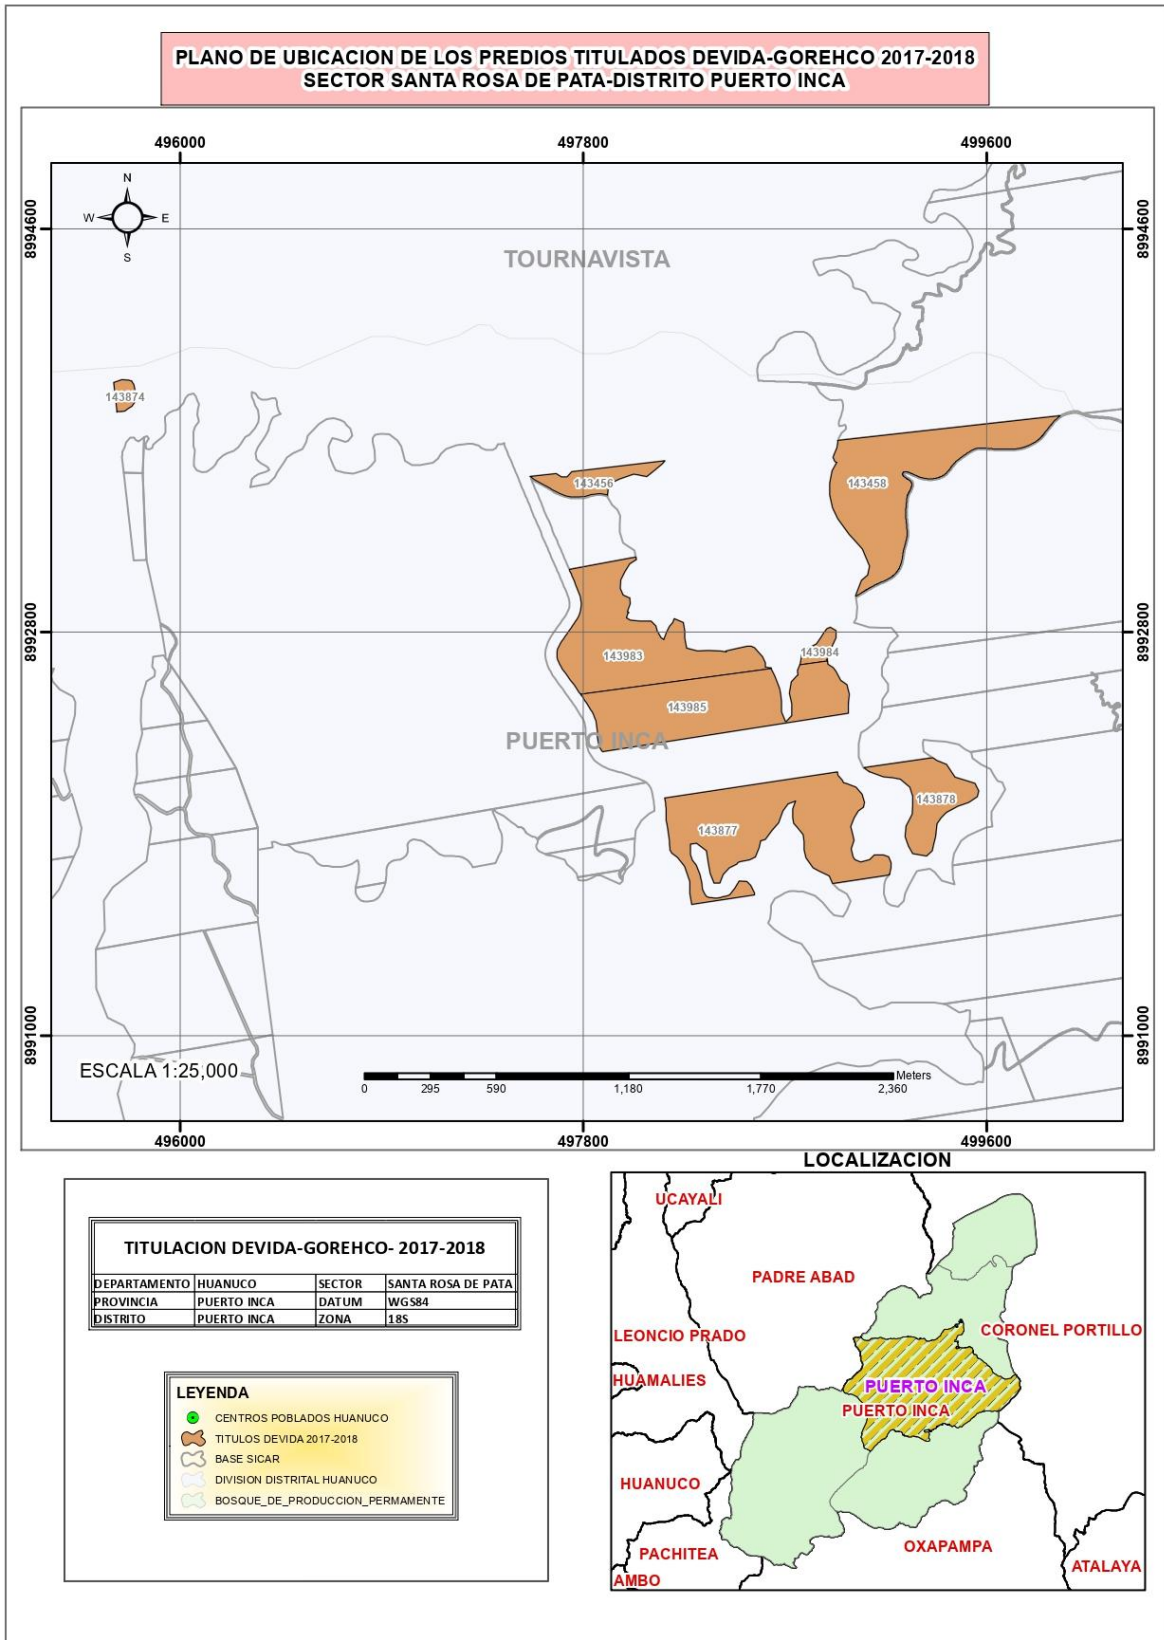 PLANO DE UBICACION DE LOS PREDIOS TITULADOS DEVIDA-GOREHCO 2017-2018
SECTOR SANTA ROSA DE PATA-DISTRITO PUERTO INCA
496000 497800 499600
N
W E
S
8994600 8994600
TOURNAVISTA
143874
143456
143458
8992800 8992800
143983
143984
143985
PUERTO INCA
143878
143877
8991000 8991000
ESCALA 1:25,000
0 295 590 1,180 1,770 2,360 Meters
496000 497800 499600
LOCALIZACION
TITULACION DEVIDA-GOREHCO- 2017-2018
DEPARTAMENTO HUANUCO SECTOR SANTA ROSA DE PATA
PROVINCIA PUERTO INCA DATUM WGS84
DISTRITO PUERTO INCA ZONA 18S
LEYENDA
CENTROS POBLADOS HUANUCO
TITULOS DEVIDA 2017-2018
BASE SICAR
DIVISION DISTRITAL HUANUCO
BOSQUE_DE_PRODUCCION_PERMAMENTE
UCAYALI
PADRE ABAD
LEONCIO PRADO
CORONEL PORTILLO
HUAMALIES
PUERTO INCA
PUERTO INCA
HUANUCO
PACHITEA
OXAPAMPA
ATALAYA
AMBO